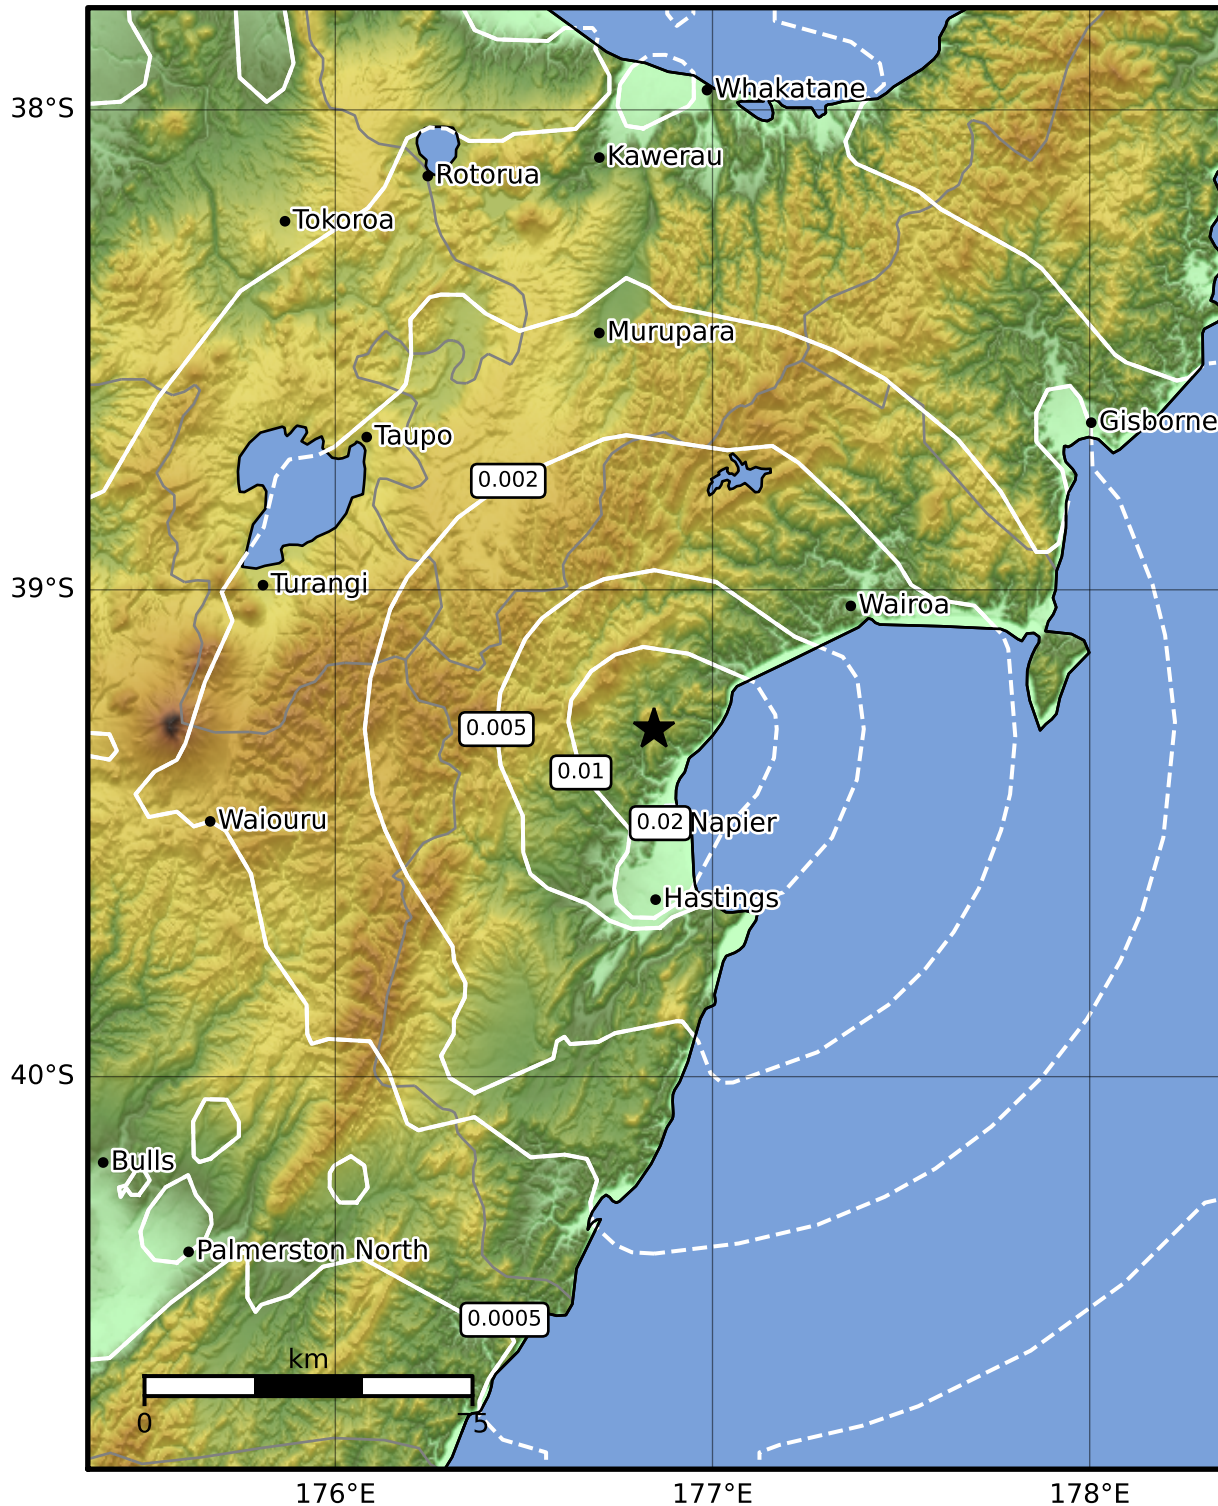 Whakatane
38°S
Kawerau
Rotorua
Tokoroa
Murupara
Gisborne
Taupo
0.002
39°S
Turangi
Wairoa
0.005
0.01
Waiouru
0.02
Napier
Hastings
40°S
Bulls
Palmerston North
0.0005
km
0
75
176°E
177°E
178°E